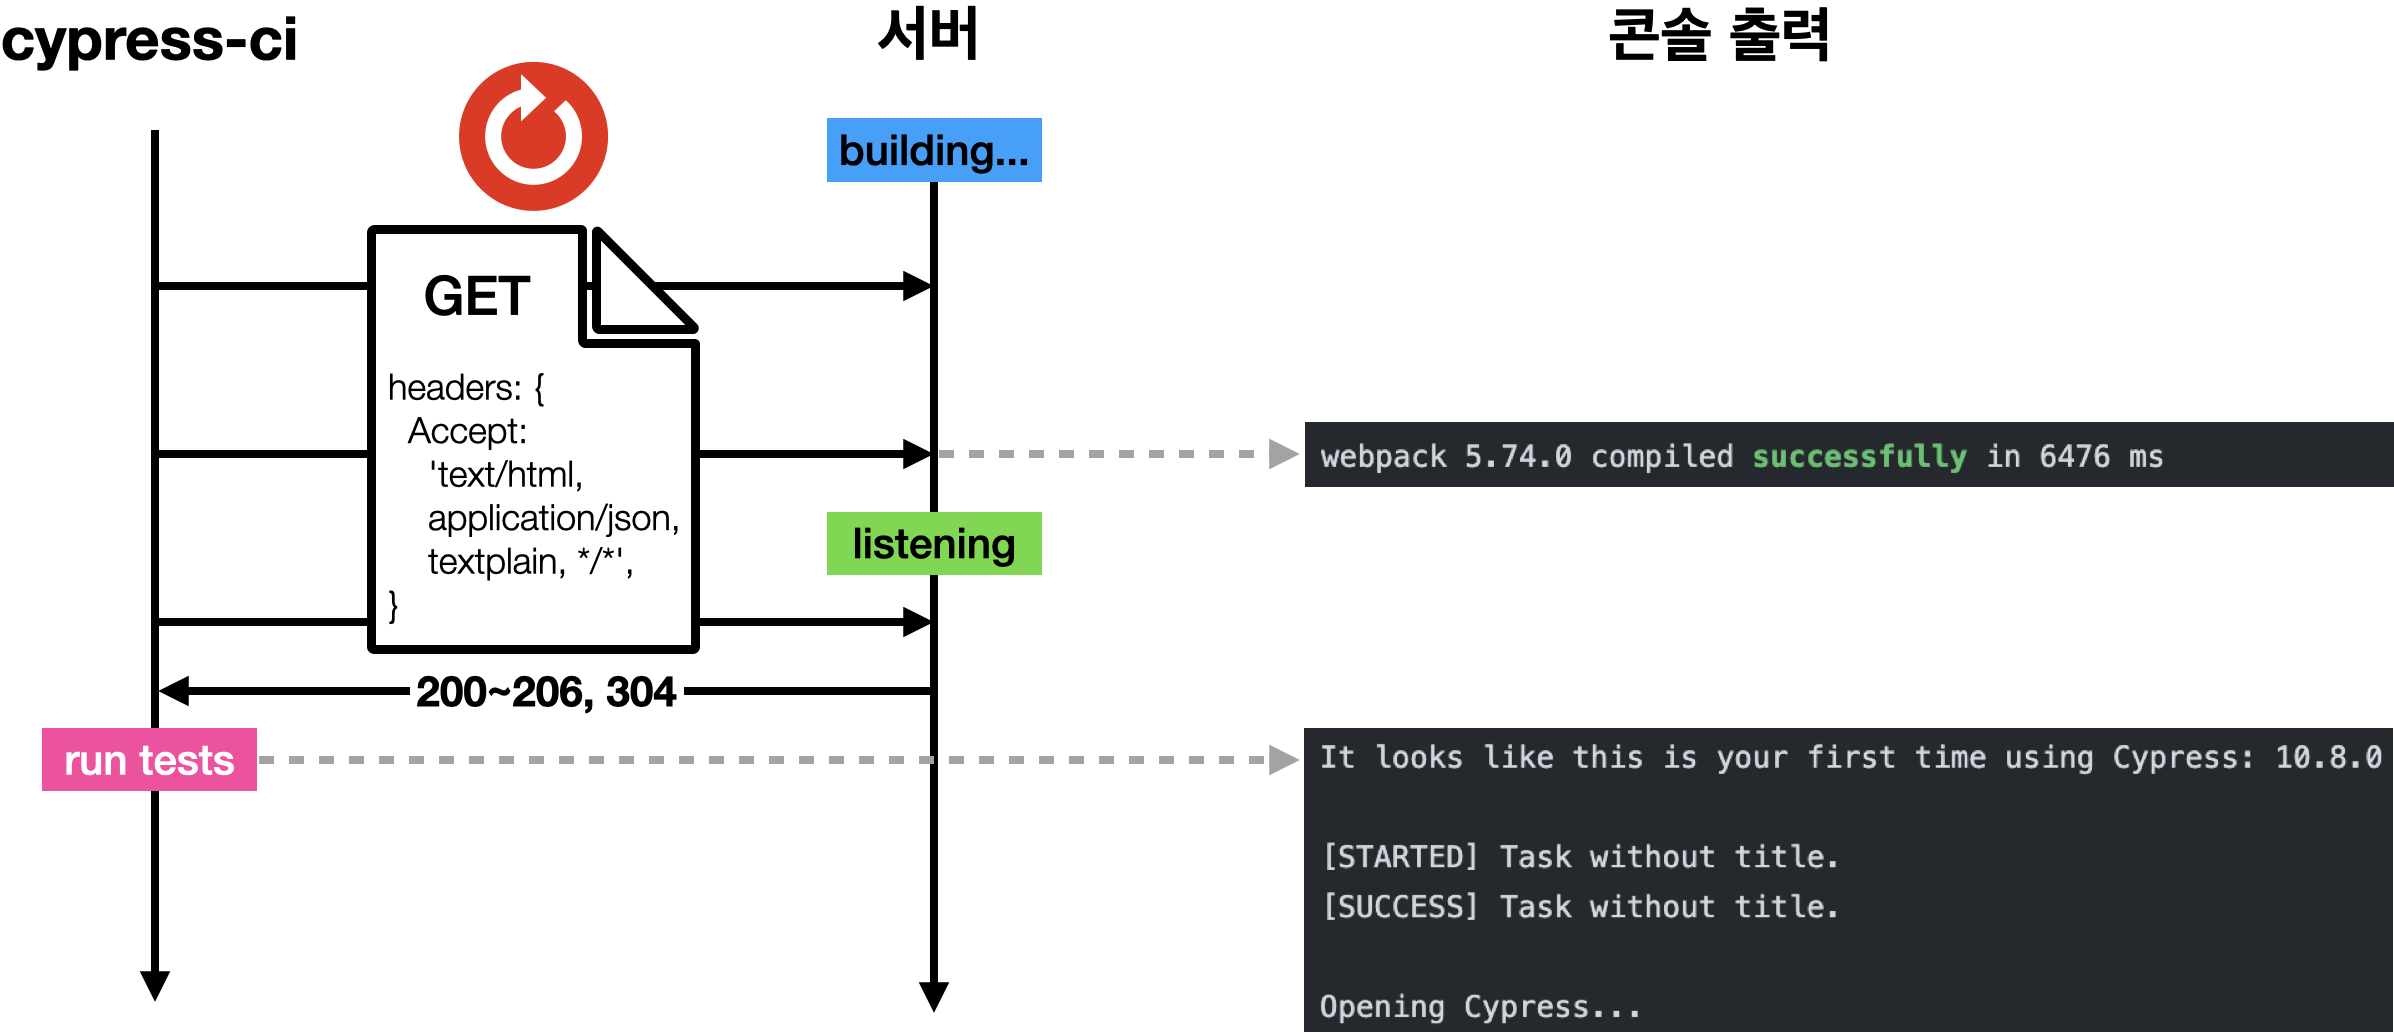 cypress-ci
서버
콘솔 출력
building...
GET
headers: {
Accept:
'text/html,
application/json,
textplain, */*',
}
webpack 5.74.0 compiled successfully in 6476 ms
listening
200~206, 304
run tests
It looks like this is your first time using Cypress: 10.8.0
[STARTED] Task without title.
[SUCCESS] Task without title.
Opening Cypress...